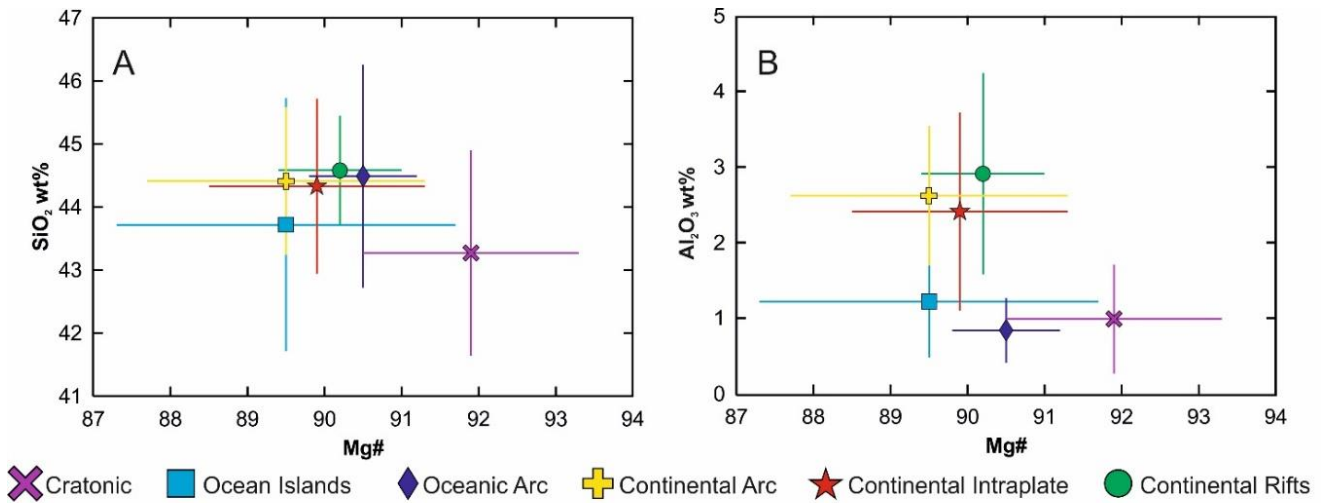 A
SiO₂ wt%
47
46
45
44
43
42
41
87 88 89 90 91 92 93 94
Mg#
B
Al₂O₃ wt%
5
4
3
2
1
0
87 88 89 90 91 92 93 94
Mg#
Cratonic Ocean Islands Oceanic Arc Continental Arc Continental Intraplate Continental Rifts